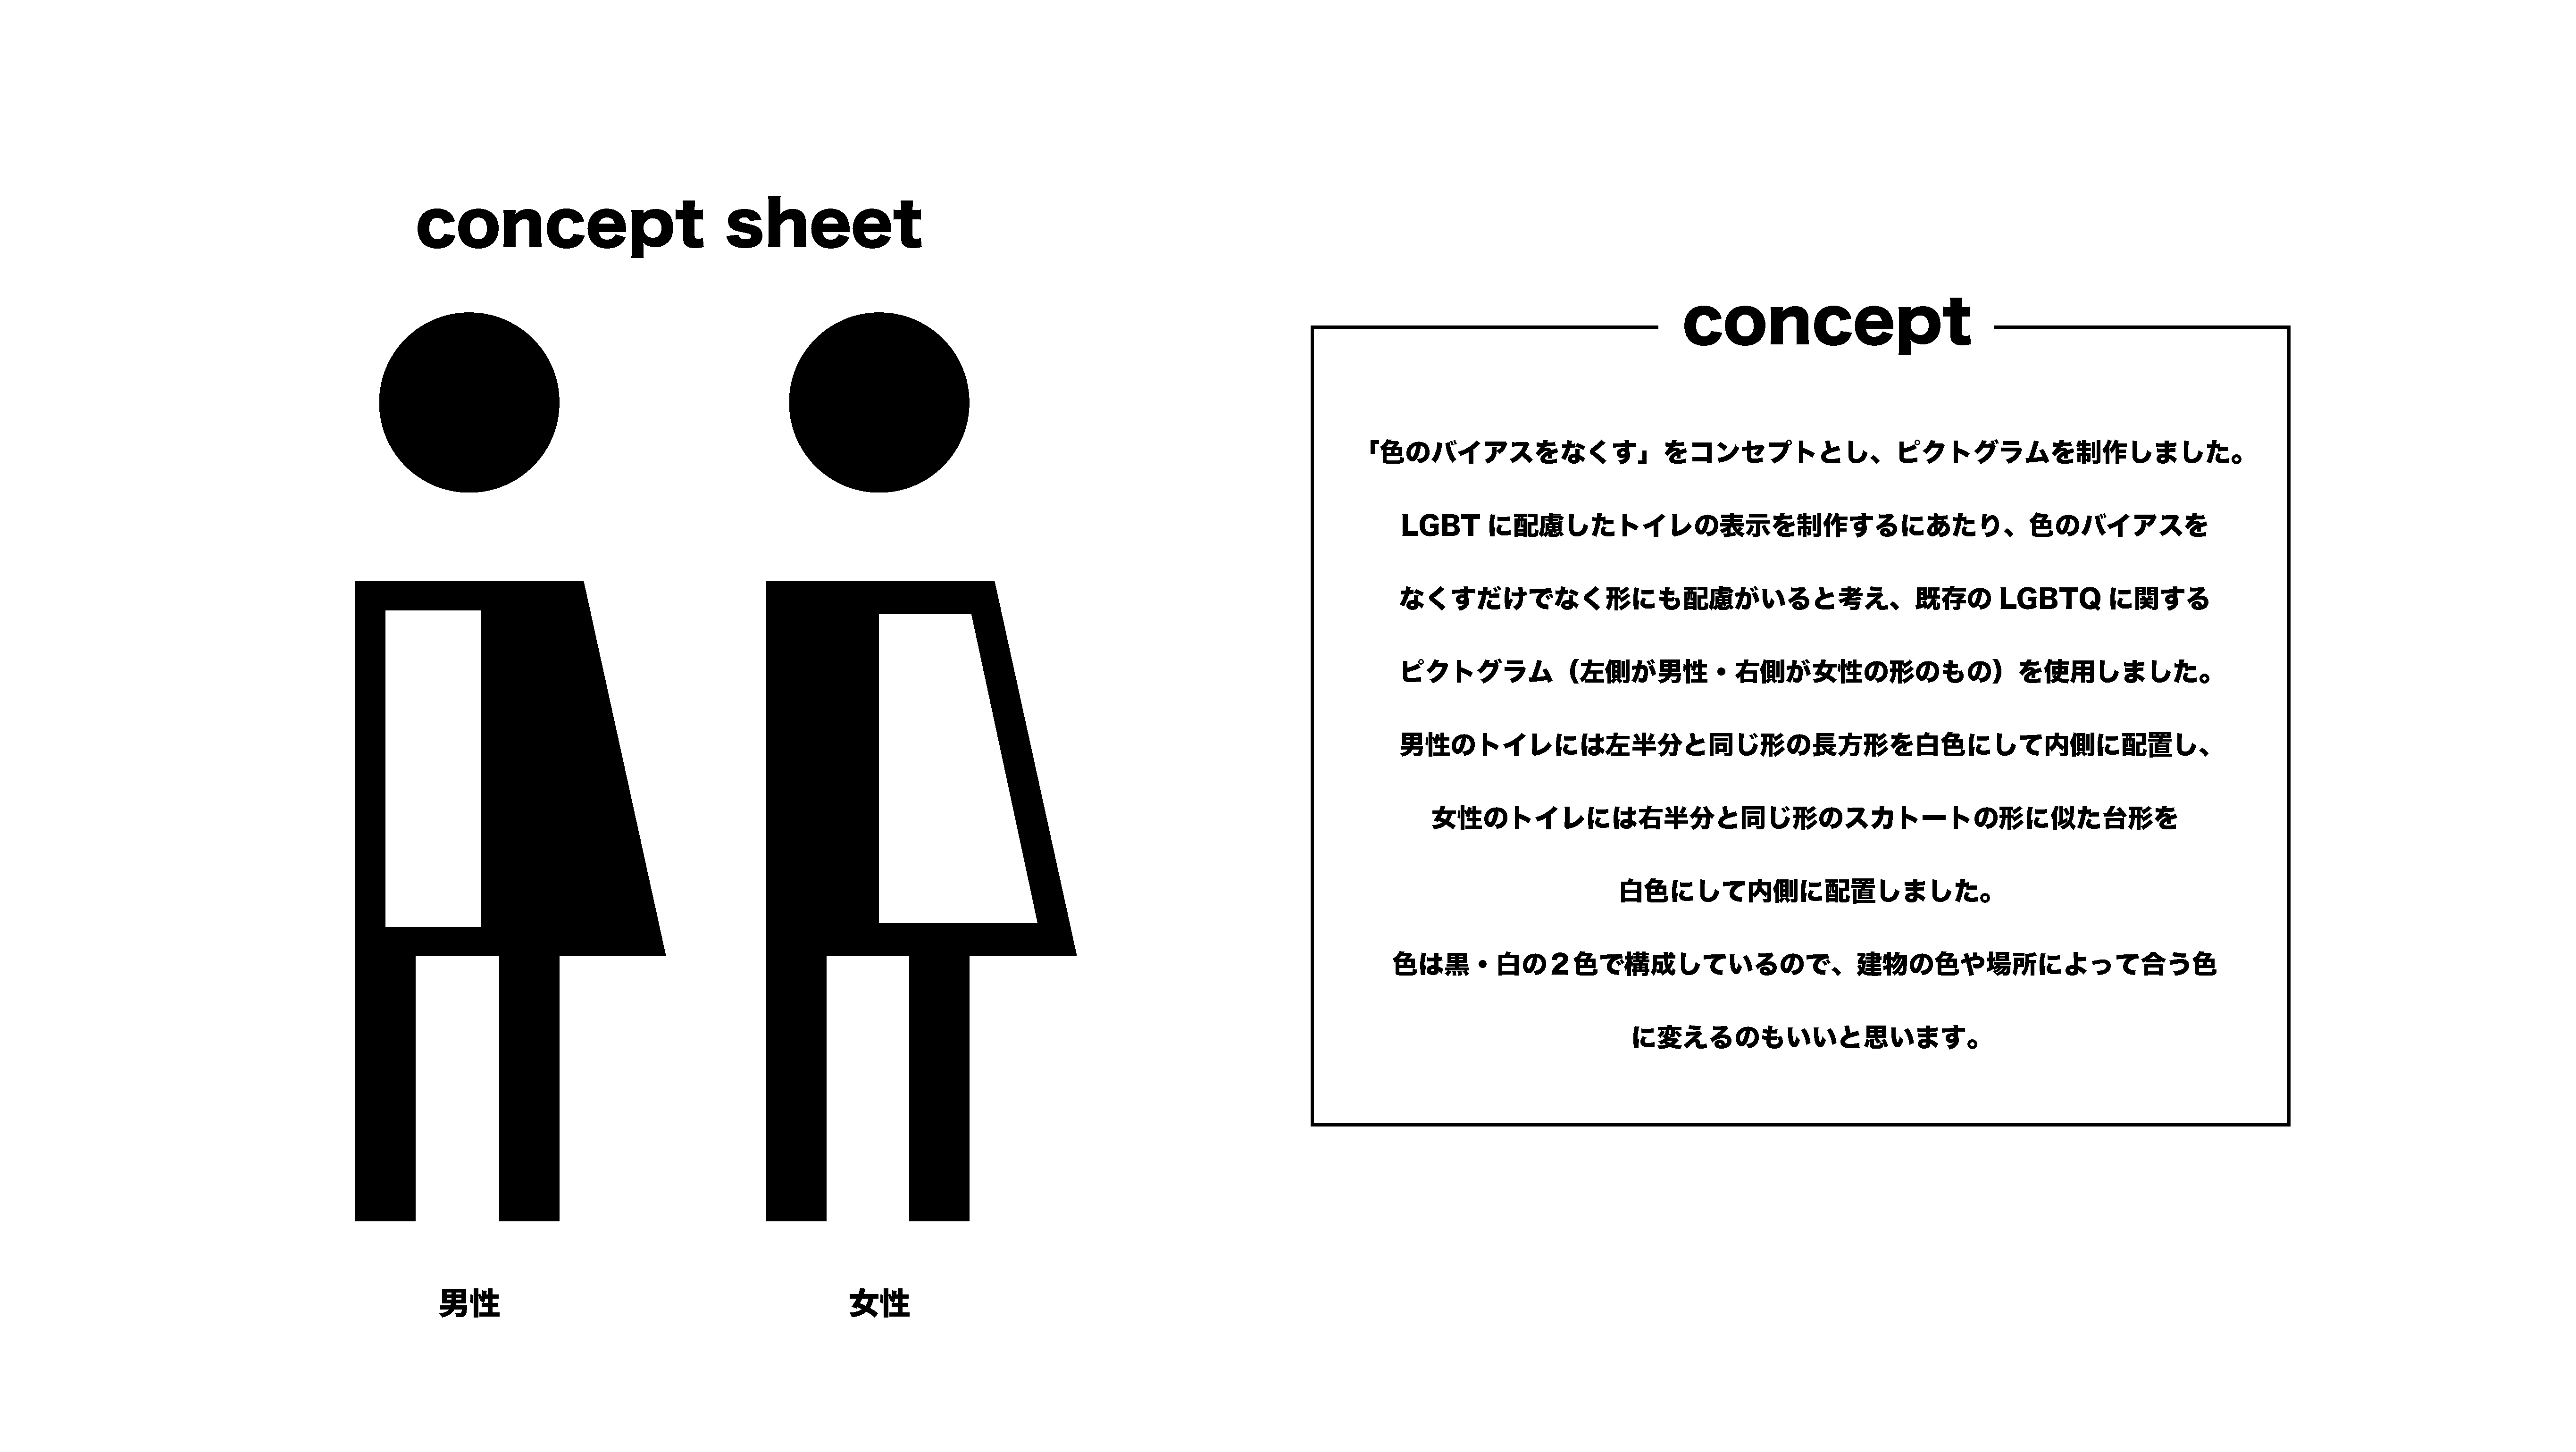 concept sheet
男性
女性
concept
「色のバイアスをなくす」をコンセプトとし、ピクトグラムを制作しました。
LGBT に配慮したトイレの表示を制作するにあたり、色のバイアスを
なくすだけでなく形にも配慮がいると考え、既存の LGBTQ に関する
ピクトグラム（左側が男性・右側が女性の形のもの）を使用しました。
男性のトイレには左半分と同じ形の長方形を白色にして内側に配置し、
女性のトイレには右半分と同じ形のスカトートの形に似た台形を
白色にして内側に配置しました。
色は黒・白の２色で構成しているので、建物の色や場所によって合う色
に変えるのもいいと思います。